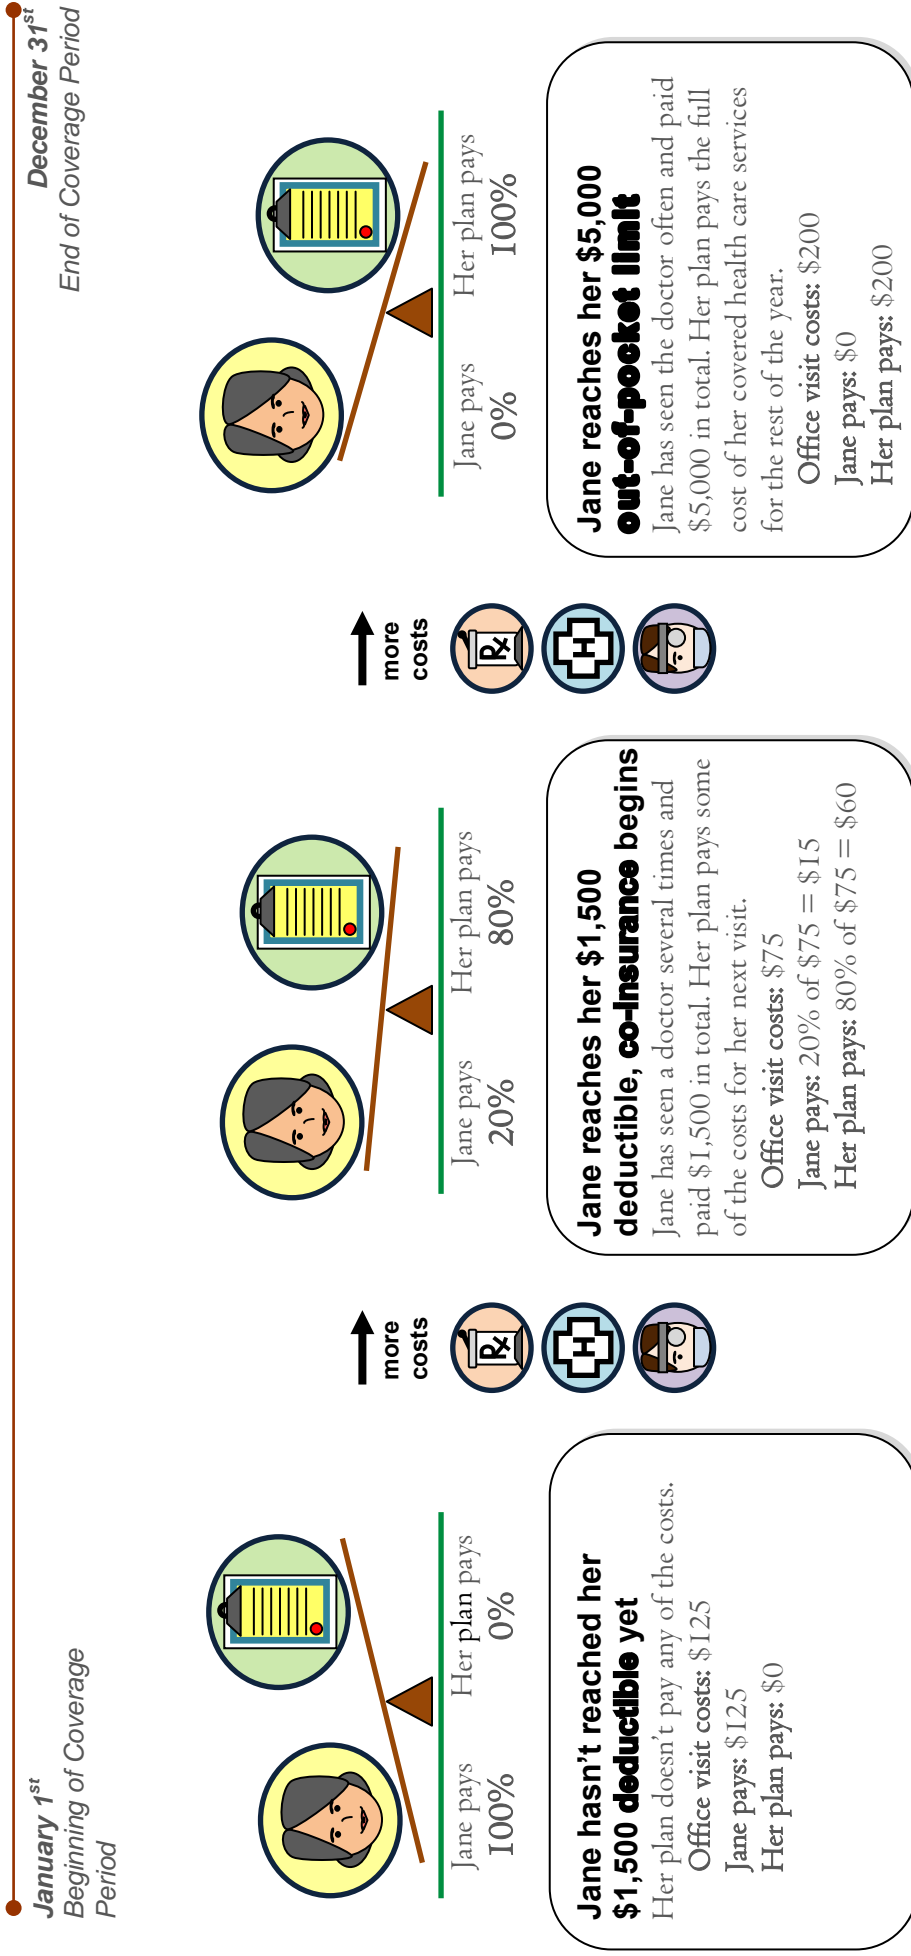 January 1st
Beginning of Coverage
Period
December 31st
End of Coverage Period
Jane pays
100%
Her plan pays
0%
more
costs
Jane pays
20%
Her plan pays
80%
more
costs
Jane pays
0%
Her plan pays
100%
Rx
H
Rx
H
Jane hasn’t reached her
$1,500 deductible yet
Her plan doesn’t pay any of the costs.
Office visit costs: $125
Jane pays: $125
Her plan pays: $0
Jane reaches her $1,500
deductible, co-insurance begins
Jane has seen a doctor several times and
paid $1,500 in total. Her plan pays some
of the costs for her next visit.
Office visit costs: $75
Jane pays: 20% of $75 = $15
Her plan pays: 80% of $75 = $60
Jane reaches her $5,000
out-of-pocket limit
Jane has seen the doctor often and paid
$5,000 in total. Her plan pays the full
cost of her covered health care services
for the rest of the year.
Office visit costs: $200
Jane pays: $0
Her plan pays: $200